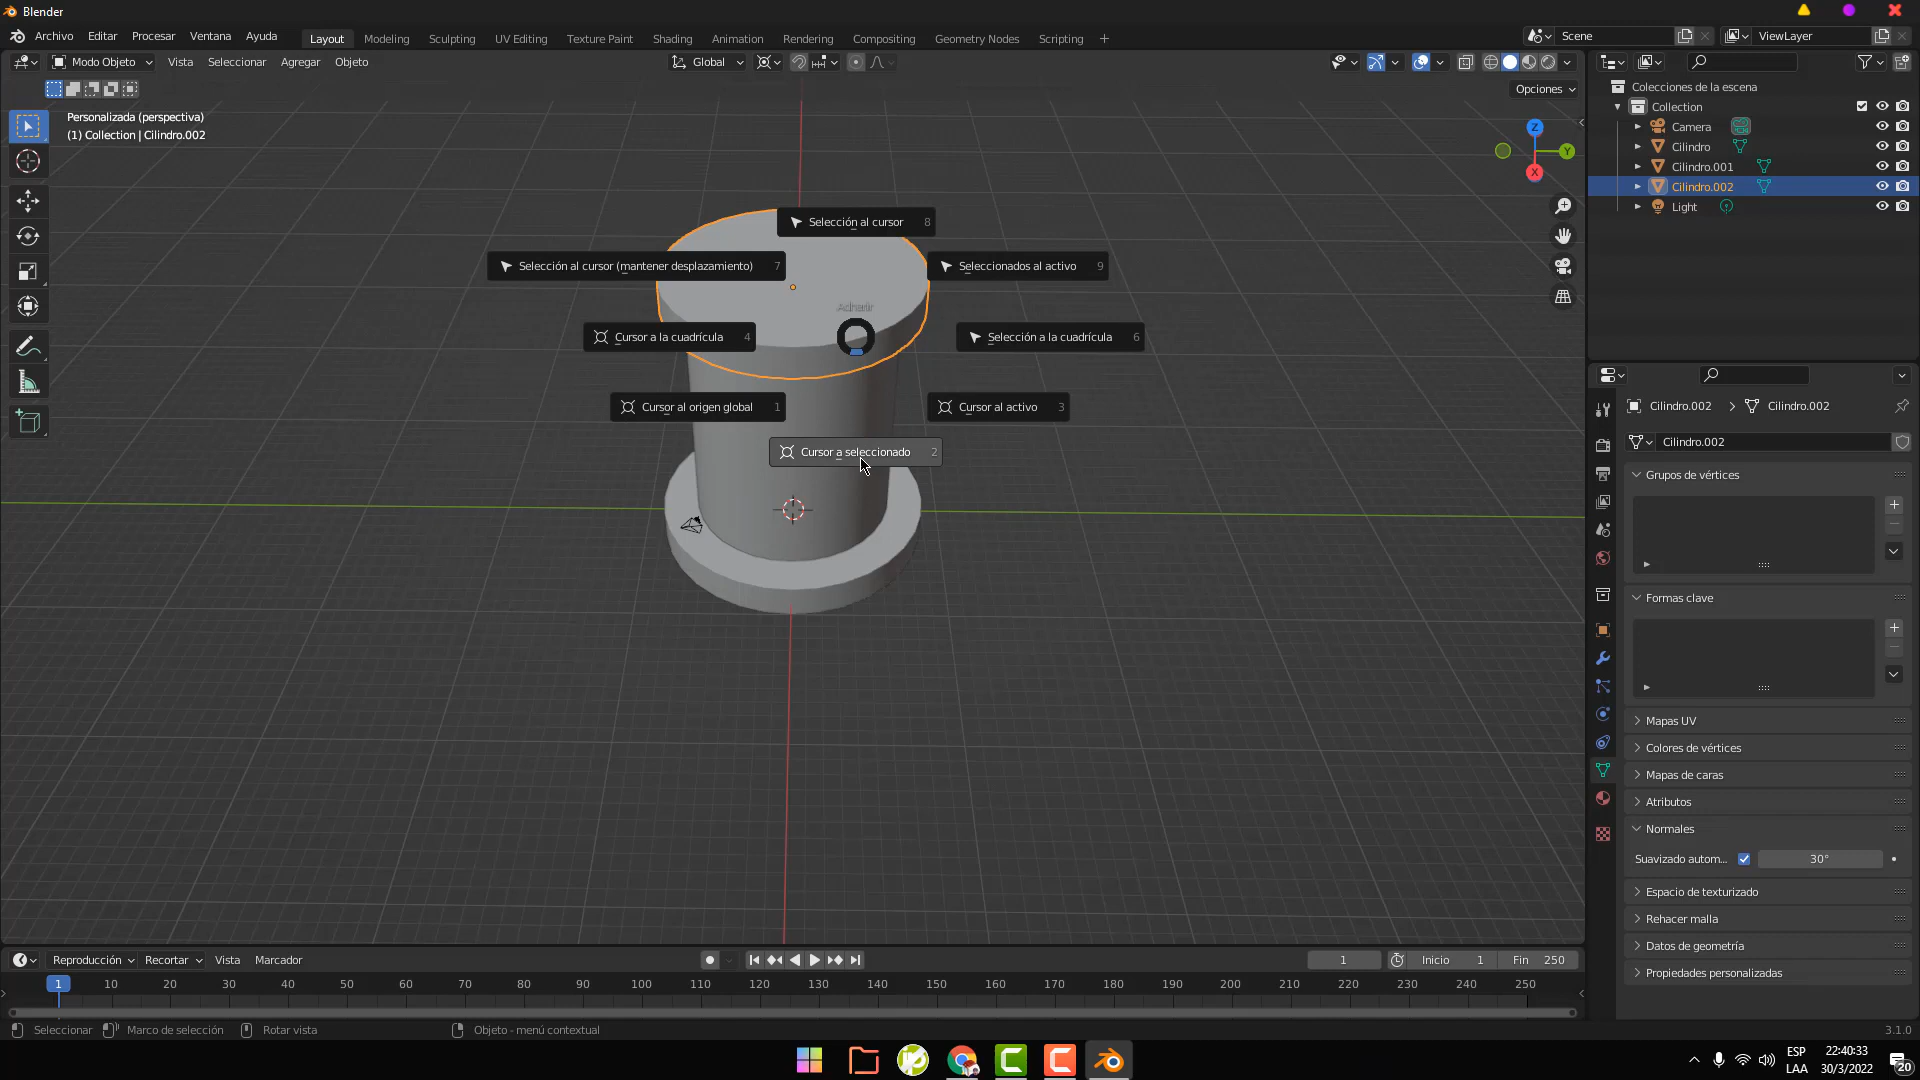 Blender
Archivo Editar Procesar Ventana Ayuda Layout Modeling Sculpting UV Editing Texture Paint Shading Animation Rendering Compositing Geometry Nodes Scripting + Scene ViewLayer
Modo Objeto Vista Seleccionar Agregar Objeto Global
Opciones
Personalizada (perspectiva)
(1) Collection | Cilindro.002
Z
Y
X
Selección al cursor 8
Selección al cursor (mantener desplazamiento) 7
Seleccionados al activo 9
Adherir
Cursor a la cuadrícula 4
Selección a la cuadrícula 6
Cursor al origen global 1
Cursor al activo 3
Cursor a seleccionado 2
Colecciones de la escena
Collection
Camera
Cilindro
Cilindro.001
Cilindro.002
Light
Cilindro.002 Cilindro.002
Cilindro.002
Grupos de vértices
Formas clave
Mapas UV
Colores de vértices
Mapas de caras
Atributos
Normales
Suavizado autom... 30°
Espacio de texturizado
Rehacer malla
Datos de geometría
Propiedades personalizadas
Reproducción Recortar Vista Marcador 1 Inicio 1 Fin 250
1 10 20 30 40 50 60 70 80 90 100 110 120 130 140 150 160 170 180 190 200 210 220 230 240 250
Seleccionar Marco de selección Rotar vista Objeto - menú contextual 3.1.0
ESP
LAA
22:40:33
30/3/2022
20